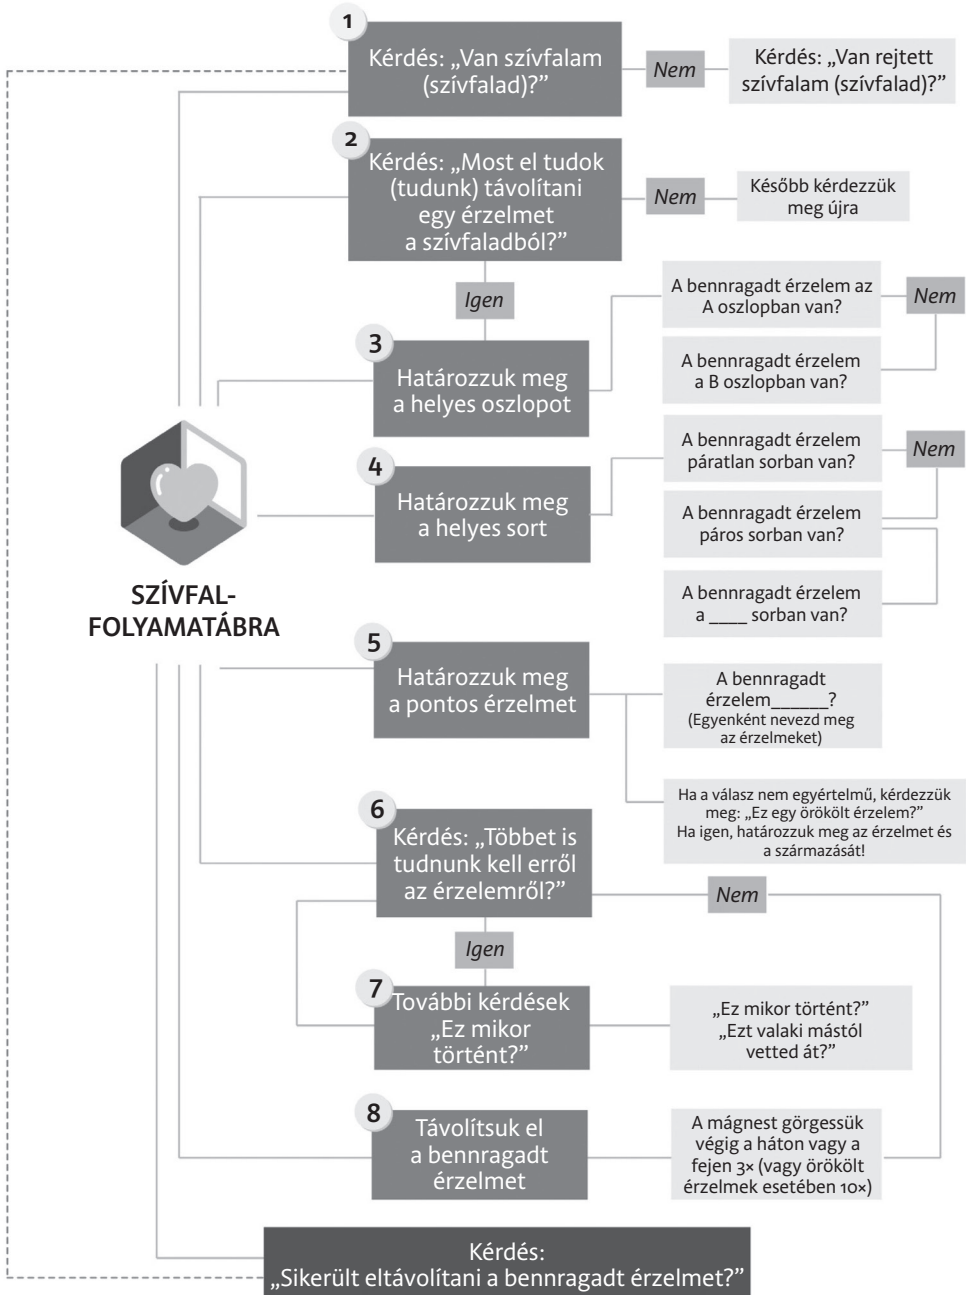 1
Kérdés: „Van szívfalam
(szívfalad)?”
Nem
Kérdés: „Van rejtett
szívfalam (szívfalad)?”
2
Kérdés: „Most el tudok
(tudunk) távolítani
egy érzelmet
a szívfaladból?”
Nem
Később kérdezzük
meg újra
Igen
3
Határozzuk meg
a helyes oszlopot
A bennragadt érzelem az
A oszlopban van?
Nem
A bennragadt érzelem
a B oszlopban van?
4
Határozzuk meg
a helyes sort
A bennragadt érzelem
páratlan sorban van?
Nem
A bennragadt érzelem
páros sorban van?
A bennragadt érzelem
a ____ sorban van?
SZÍVFAL-
FOLYAMATÁBRA
5
Határozzuk meg
a pontos érzelmet
A bennragadt
érzelem______?
(Egyenként nevezd meg
az érzelmeket)
Ha a válasz nem egyértelmű, kérdezzük
meg: „Ez egy örökölt érzelem?”
Ha igen, határozzuk meg az érzelmet és
a származását!
6
Kérdés: „Többet is
tudnunk kell erről
az érzelemről?”
Nem
Igen
7
További kérdések
„Ez mikor
történt?”
„Ez mikor történt?”
„Ezt valaki mástól
vetted át?”
8
Távolítsuk el
a bennragadt
érzelmet
A mágnest görgessük
végig a háton vagy a
fejen 3× (vagy örökölt
érzelmek esetében 10×)
Kérdés:
„Sikerült eltávolítani a bennragadt érzelmet?”